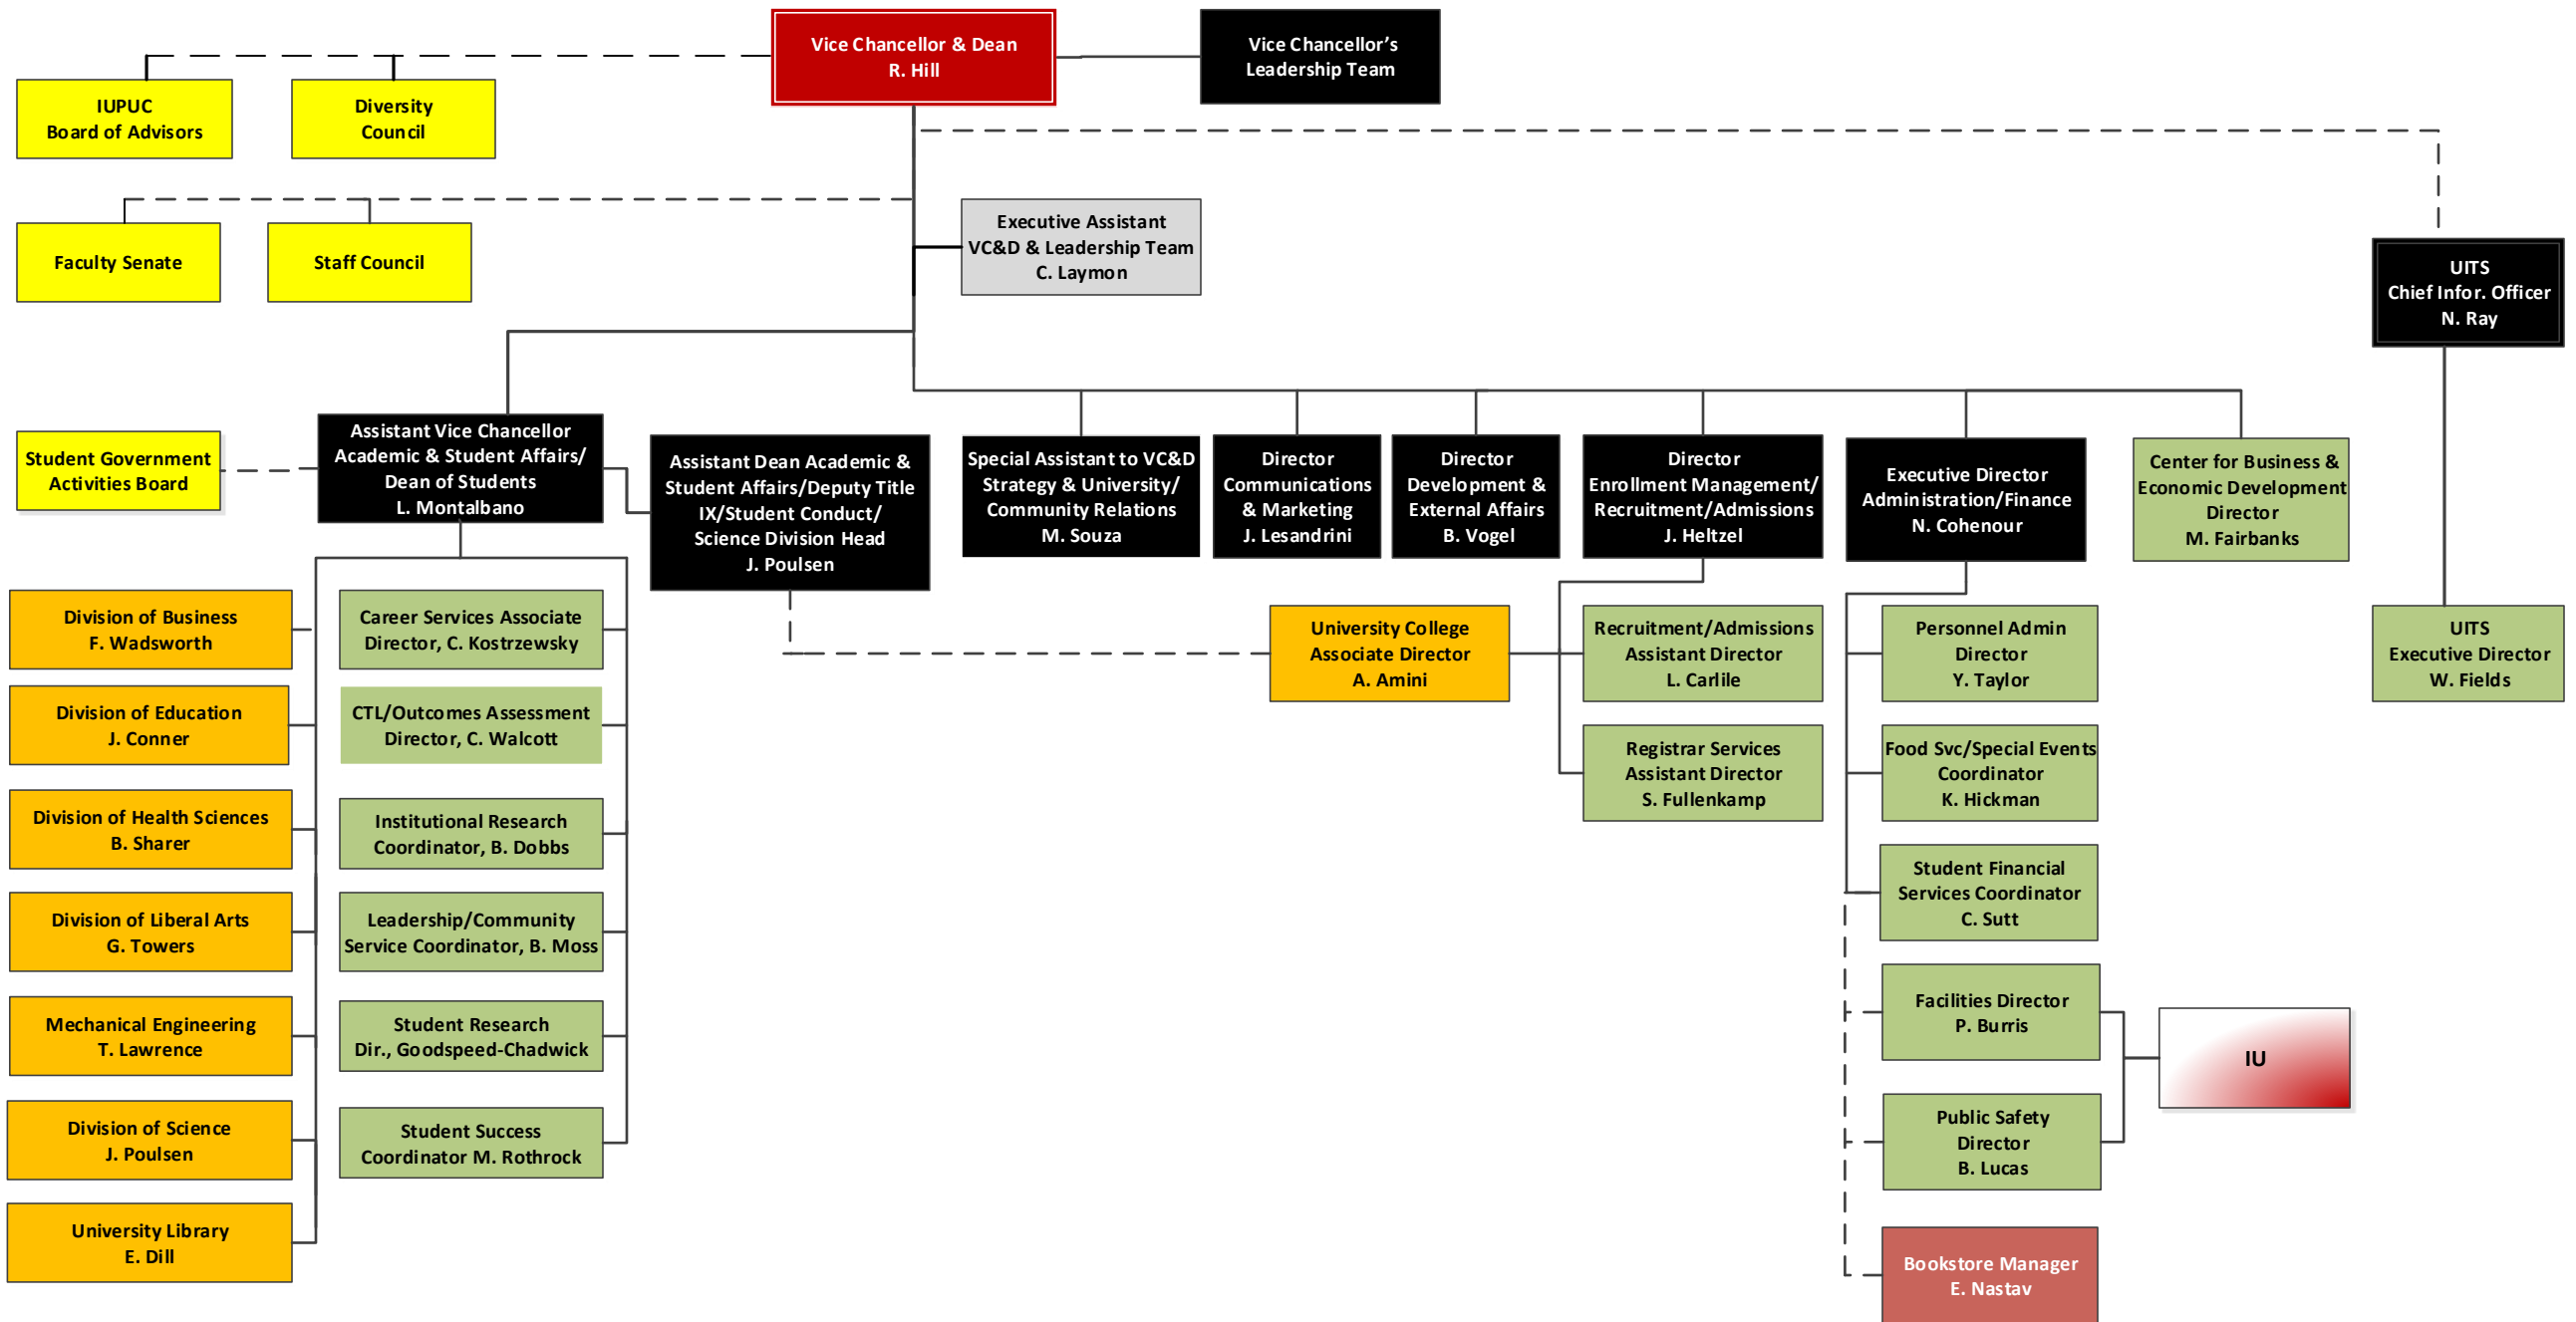 Vice Chancellor & Dean
R. Hill
Vice Chancellor’s
Leadership Team
IUPUC
Board of Advisors
Diversity
Council
Faculty Senate
Staff Council
Executive Assistant
VC&D & Leadership Team
C. Laymon
UITS
Chief Infor. Officer
N. Ray
Student Government
Activities Board
Assistant Vice Chancellor
Academic & Student Affairs/
Dean of Students
L. Montalbano
Assistant Dean Academic &
Student Affairs/Deputy Title
IX/Student Conduct/
Science Division Head
J. Poulsen
Special Assistant to VC&D
Strategy & University/
Community Relations
M. Souza
Director
Communications
& Marketing
J. Lesandrini
Director
Development &
External Affairs
B. Vogel
Director
Enrollment Management/
Recruitment/Admissions
J. Heltzel
Executive Director
Administration/Finance
N. Cohenour
Center for Business &
Economic Development
Director
M. Fairbanks
Division of Business
F. Wadsworth
Division of Education
J. Conner
Division of Health Sciences
B. Sharer
Division of Liberal Arts
G. Towers
Mechanical Engineering
T. Lawrence
Division of Science
J. Poulsen
University Library
E. Dill
Career Services Associate
Director, C. Kostrzewsky
CTL/Outcomes Assessment
Director, C. Walcott
Institutional Research
Coordinator, B. Dobbs
Leadership/Community
Service Coordinator, B. Moss
Student Research
Dir., Goodspeed-Chadwick
Student Success
Coordinator M. Rothrock
University College
Associate Director
A. Amini
Recruitment/Admissions
Assistant Director
L. Carlile
Registrar Services
Assistant Director
S. Fullenkamp
Personnel Admin
Director
Y. Taylor
Food Svc/Special Events
Coordinator
K. Hickman
Student Financial
Services Coordinator
C. Sutt
Facilities Director
P. Burris
Public Safety
Director
B. Lucas
Bookstore Manager
E. Nastav
IU
UITS
Executive Director
W. Fields